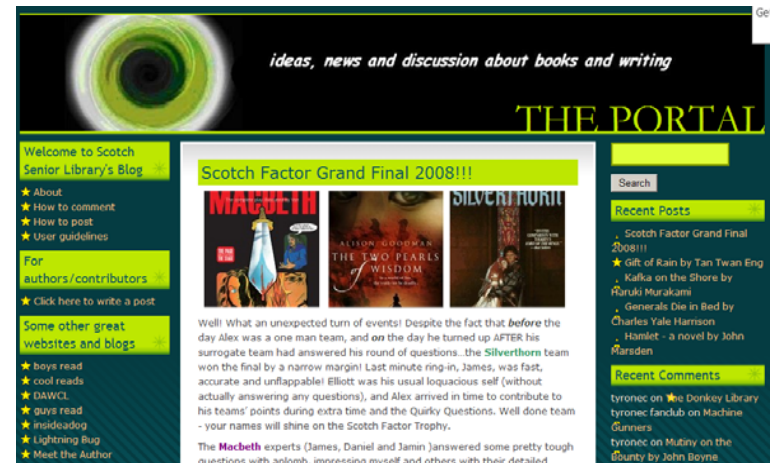 Ge
ideas, news and discussion about books and writing
THE PORTAL
Welcome to Scotch
Senior Library's Blog
About
How to comment
How to post
User guidelines
For
authors/contributors
Click here to write a post
Some other great
websites and blogs
boys read
cool reads
DAWCL
guys read
insideadog
Lightning Bug
Meet the Author
Scotch Factor Grand Final 2008!!!
MACBETH
ALISON GOODMAN
THE TWO PEARLS
of WISDOM
SILVERTHORN
Well! What an unexpected turn of events! Despite the fact that before the
day Alex was a one man team, and on the day he turned up AFTER his
surrogate team had answered his round of questions...the Silverthorn team
won the final by a narrow margin! Last minute ring-in, James, was fast,
accurate and unflappable! Elliott was his usual loquacious self (without
actually answering any questions), and Alex arrived in time to contribute to
his teams' points during extra time and the Quirky Questions. Well done team
- your names will shine on the Scotch Factor Trophy.
The Macbeth experts (James, Daniel and Jamin )answered some pretty tough
questions with aplomb, impressing myself and others with their detailed
Search
Recent Posts
Scotch Factor Grand Final
2008!!!
Gift of Rain by Tan Twan Eng
Kafka on the Shore by
Haruki Murakami
Generals Die in Bed by
Charles Yale Harrison
Hamlet - a novel by John
Marsden
Recent Comments
tyronec on The Donkey Library
tyronec fanclub on Machine
Gunners
tyronec on Mutiny on the
Bounty by John Boyne